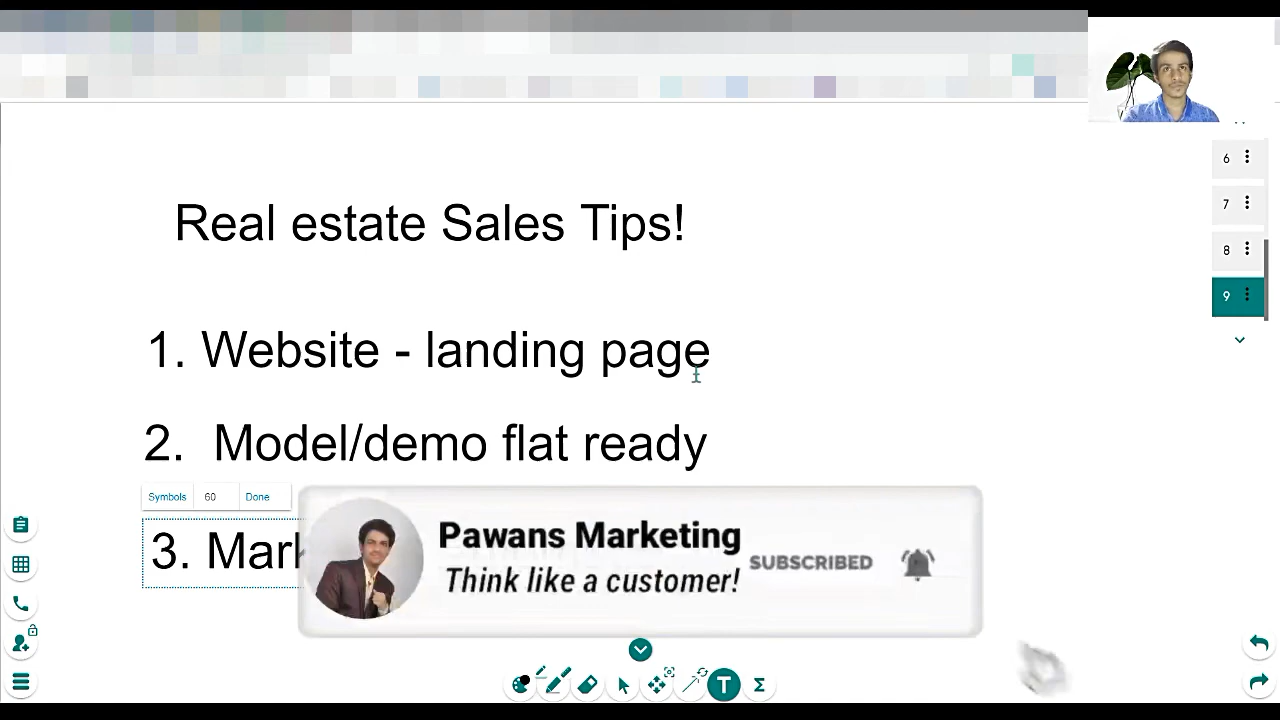 Real estate Sales Tips!
1. Website - landing page
2. Model/demo flat ready
Symbols 60 Done
3.
Pawans Marketing
Think like a customer!
SUBSCRIBED
6
7
8
9
T
Σ